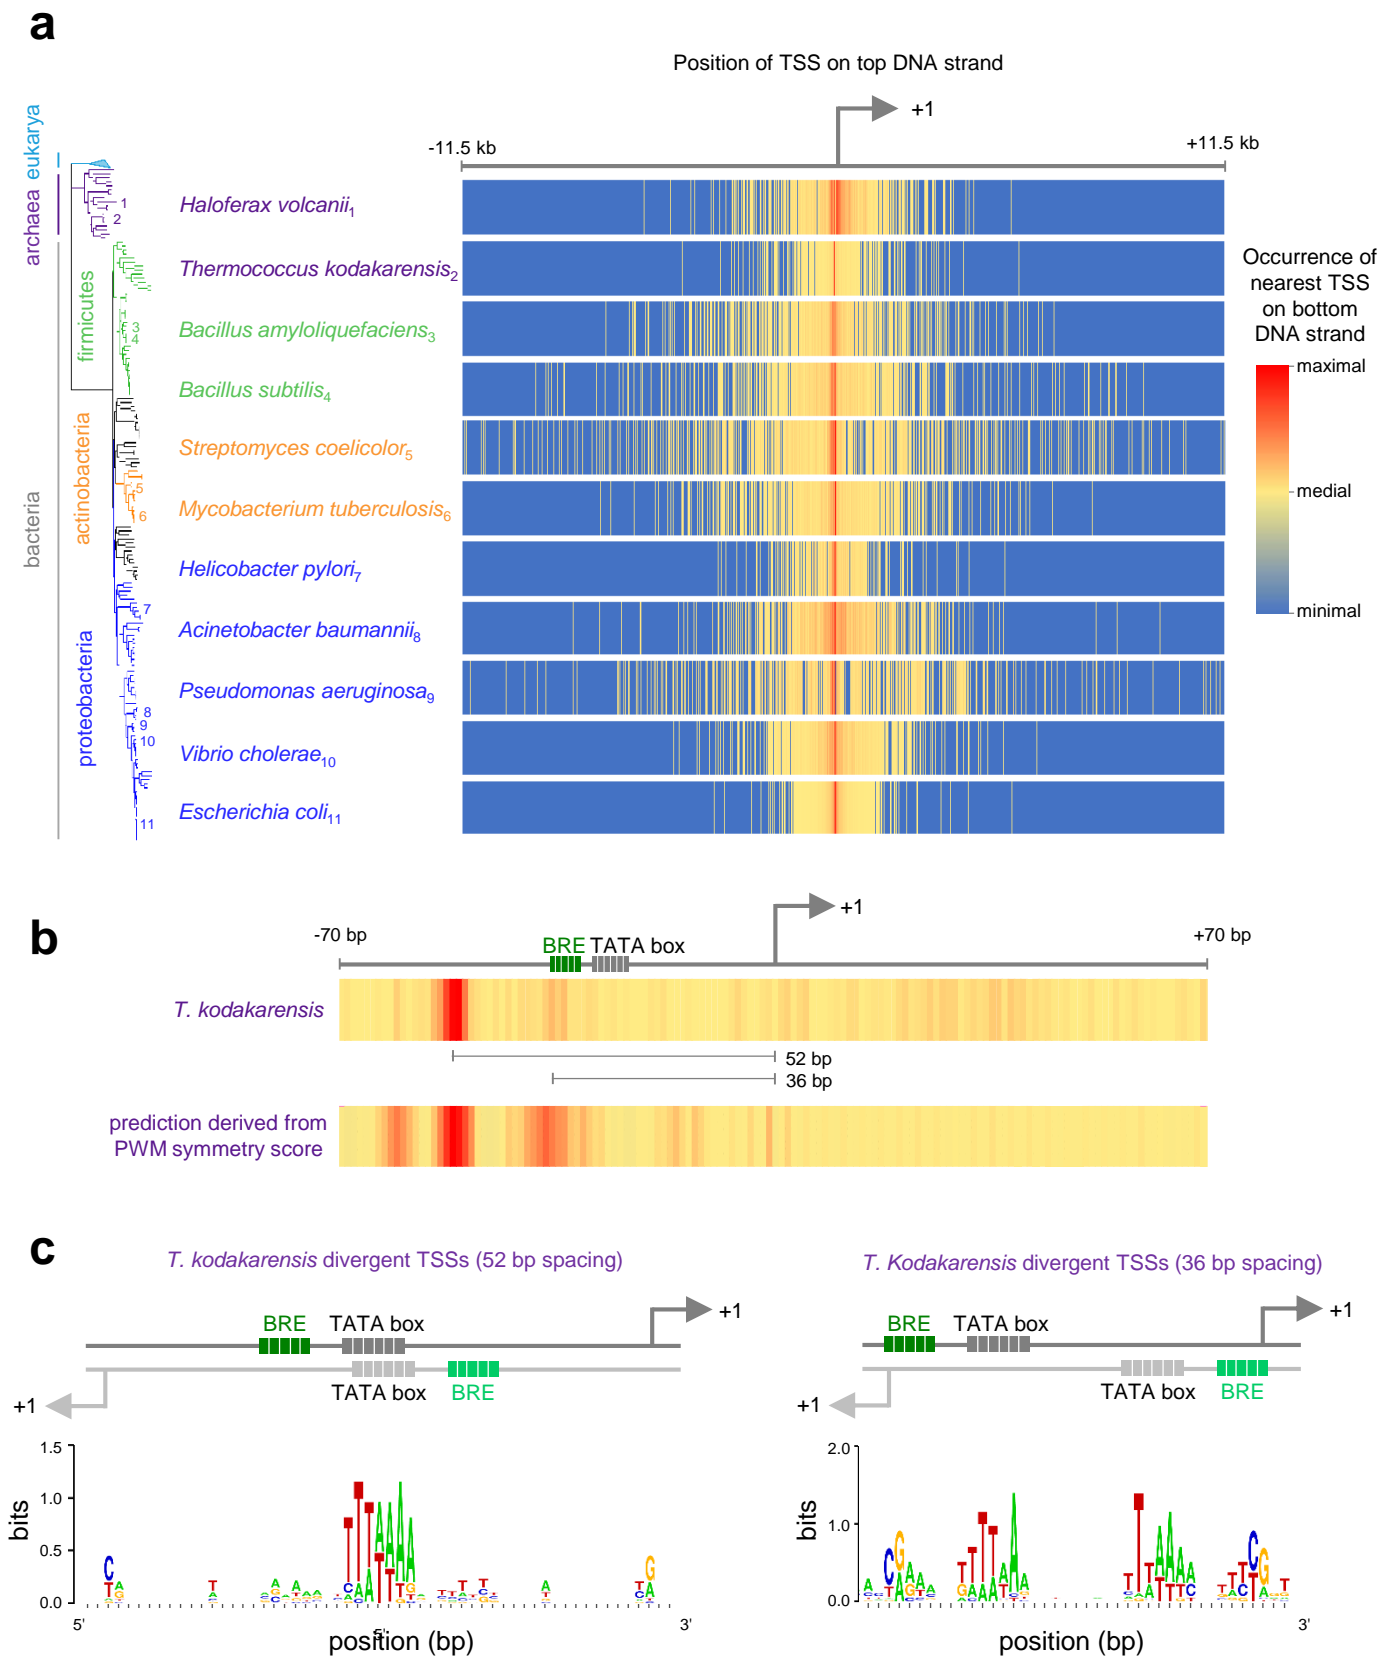 a
Position of TSS on top DNA strand
+1
-11.5 kb
+11.5 kb
eukarya
archaea
bacteria
firmicutes
actinobacteria
proteobacteria
1
2
3
4
5
6
7
8
9
10
11
Haloferax volcanii1
Thermococcus kodakarensis2
Bacillus amyloliquefaciens3
Bacillus subtilis4
Streptomyces coelicolor5
Mycobacterium tuberculosis6
Helicobacter pylori7
Acinetobacter baumannii8
Pseudomonas aeruginosa9
Vibrio cholerae10
Escherichia coli11
Occurrence of
nearest TSS
on bottom
DNA strand
maximal
medial
minimal
b
+1
-70 bp
+70 bp
BRE TATA box
T. kodakarensis
52 bp
36 bp
prediction derived from
PWM symmetry score
c
T. kodakarensis divergent TSSs (52 bp spacing)
+1
BRE TATA box
TATA box BRE
+1
1.5
1.0
0.5
0.0
bits
5'
5'
3'
position (bp)
T. Kodakarensis divergent TSSs (36 bp spacing)
+1
BRE TATA box
TATA box BRE
+1
2.0
1.0
0.0
bits
3'
position (bp)